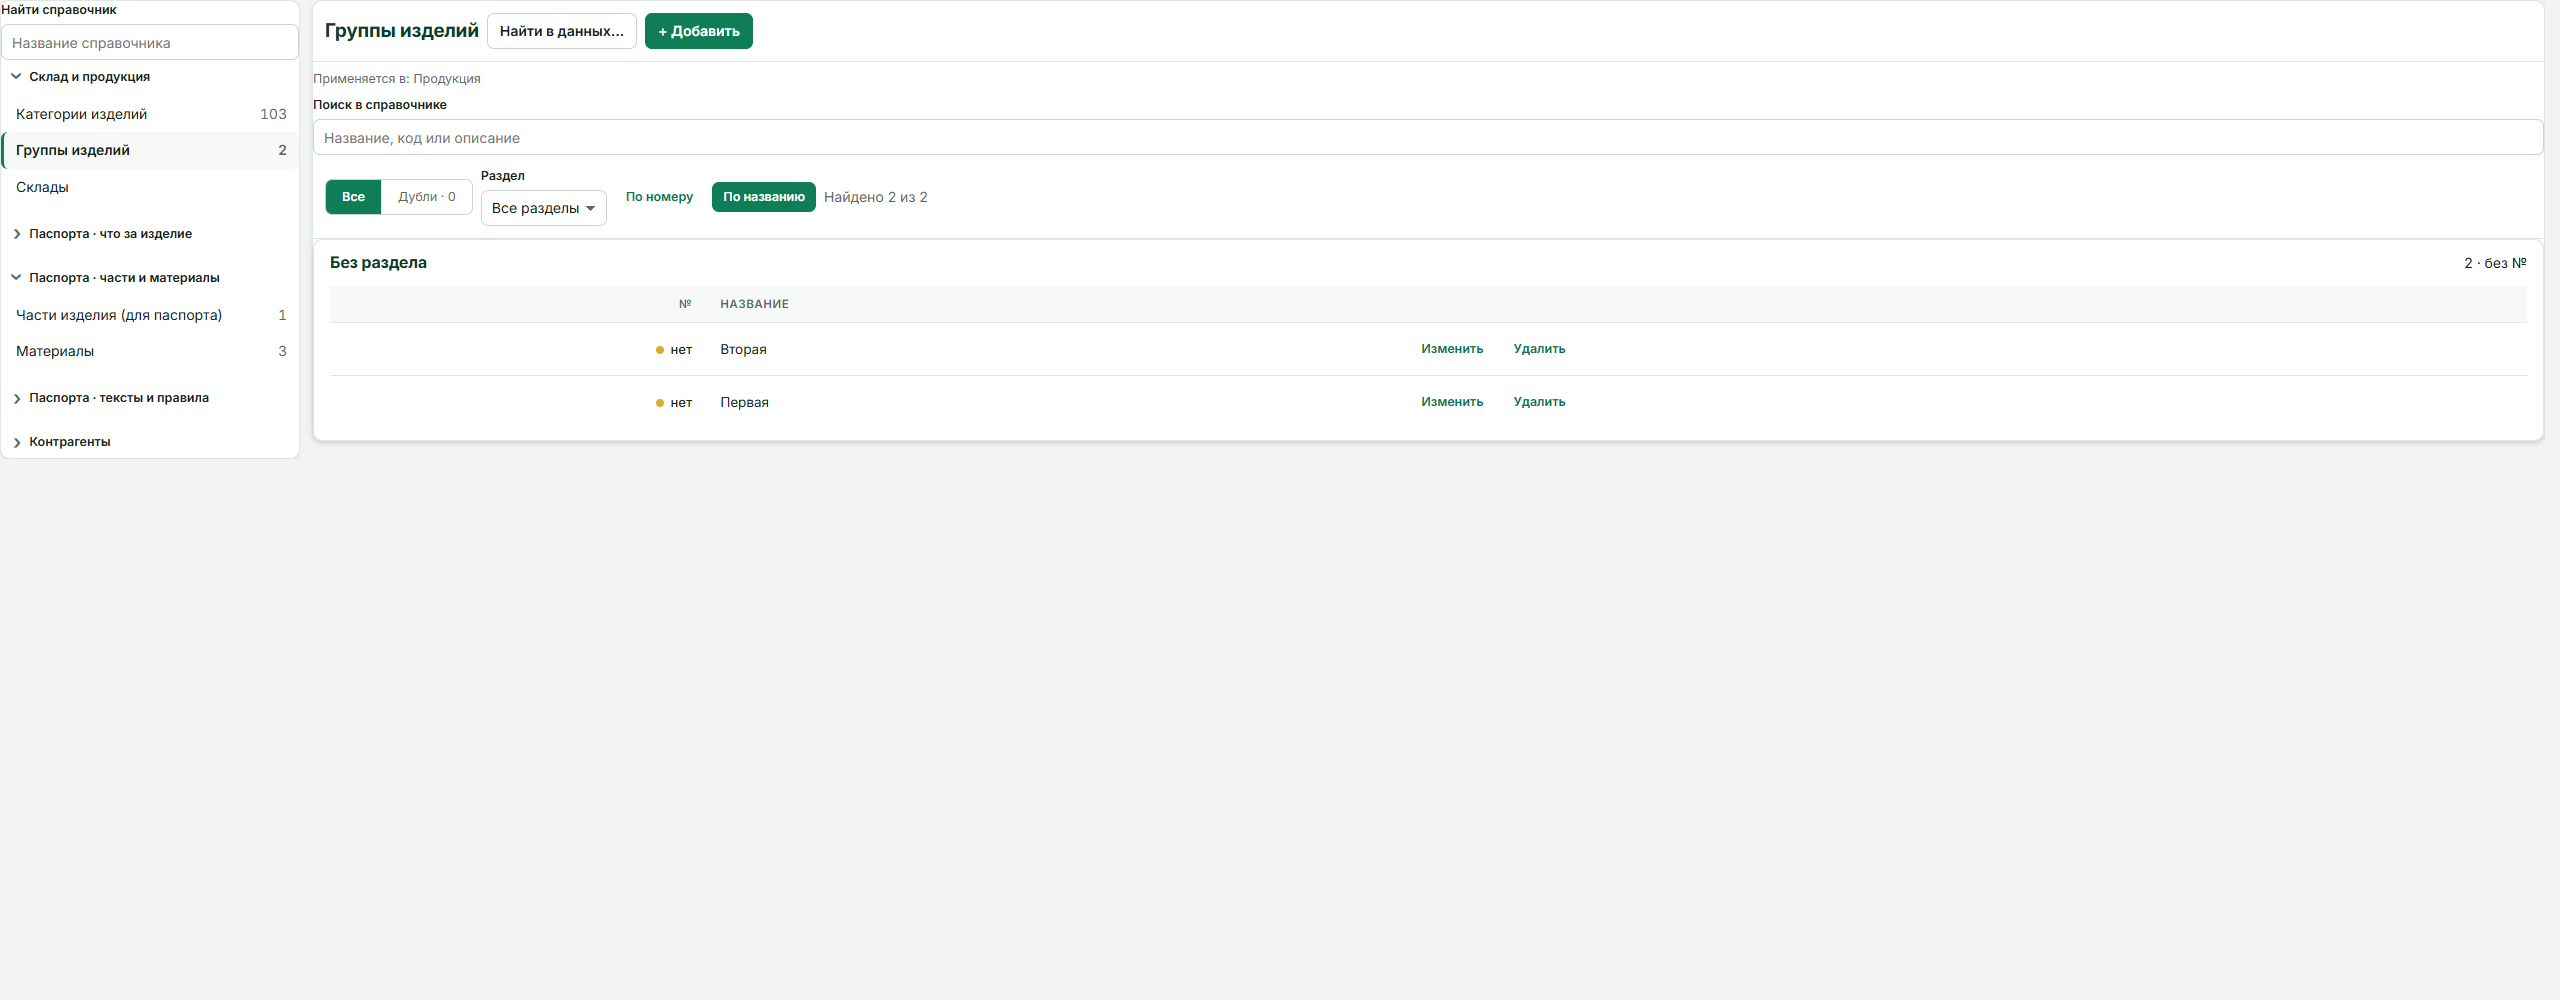 Найти справочник
Название справочника
Склад и продукция
Категории изделий 103
Группы изделий 2
Склады
Паспорта · что за изделие
Паспорта · части и материалы
Части изделия (для паспорта) 1
Материалы 3
Паспорта · тексты и правила
Контрагенты
Группы изделий Найти в данных... + Добавить
Применяется в: Продукция
Поиск в справочнике
Название, код или описание
Раздел
Все Дубли · 0 Все разделы По номеру По названию Найдено 2 из 2
Без раздела 2 · без №
№ НАЗВАНИЕ
нет Вторая Изменить Удалить
нет Первая Изменить Удалить